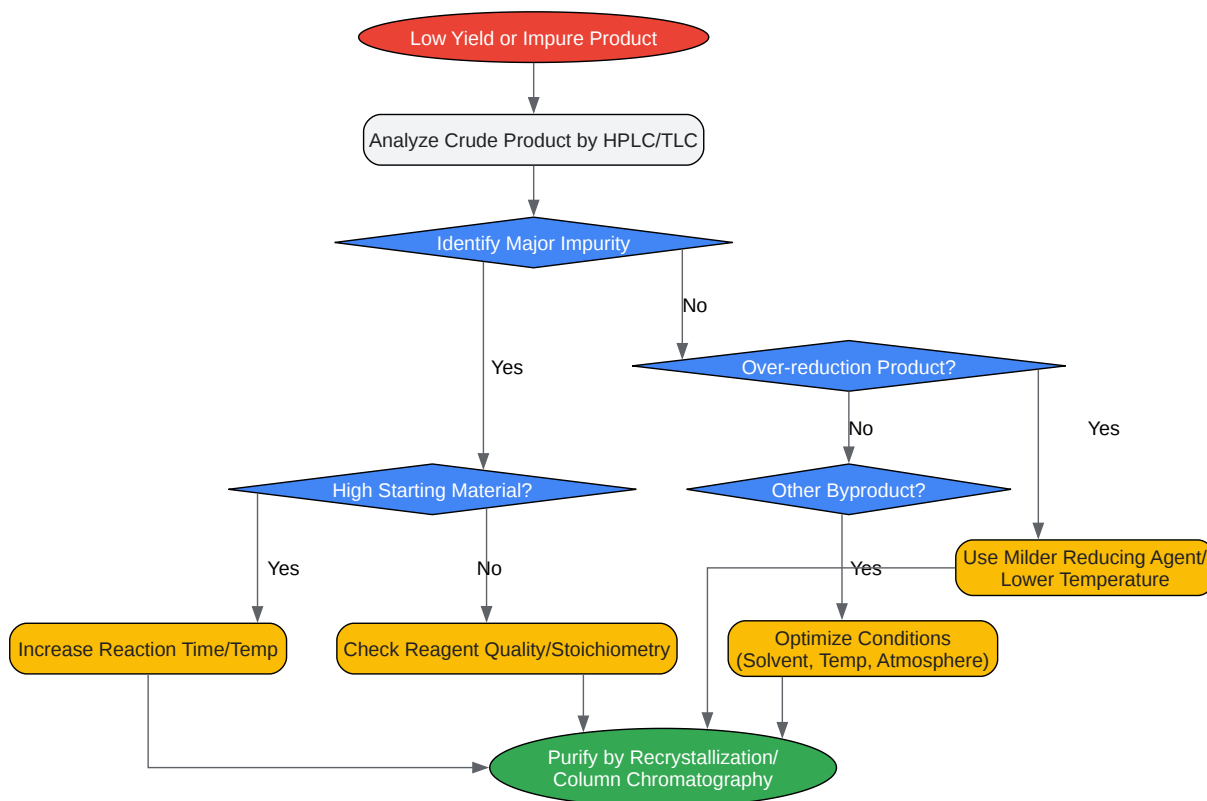 Low Yield or Impure Product
Analyze Crude Product by HPLC/TLC
Identify Major Impurity
No
Yes
Over-reduction Product?
No
Yes
High Starting Material?
Other Byproduct?
Yes
No
Yes
Use Milder Reducing Agent/
Lower Temperature
Increase Reaction Time/Temp
Check Reagent Quality/Stoichiometry
Optimize Conditions
(Solvent, Temp, Atmosphere)
Purify by Recrystallization/
Column Chromatography